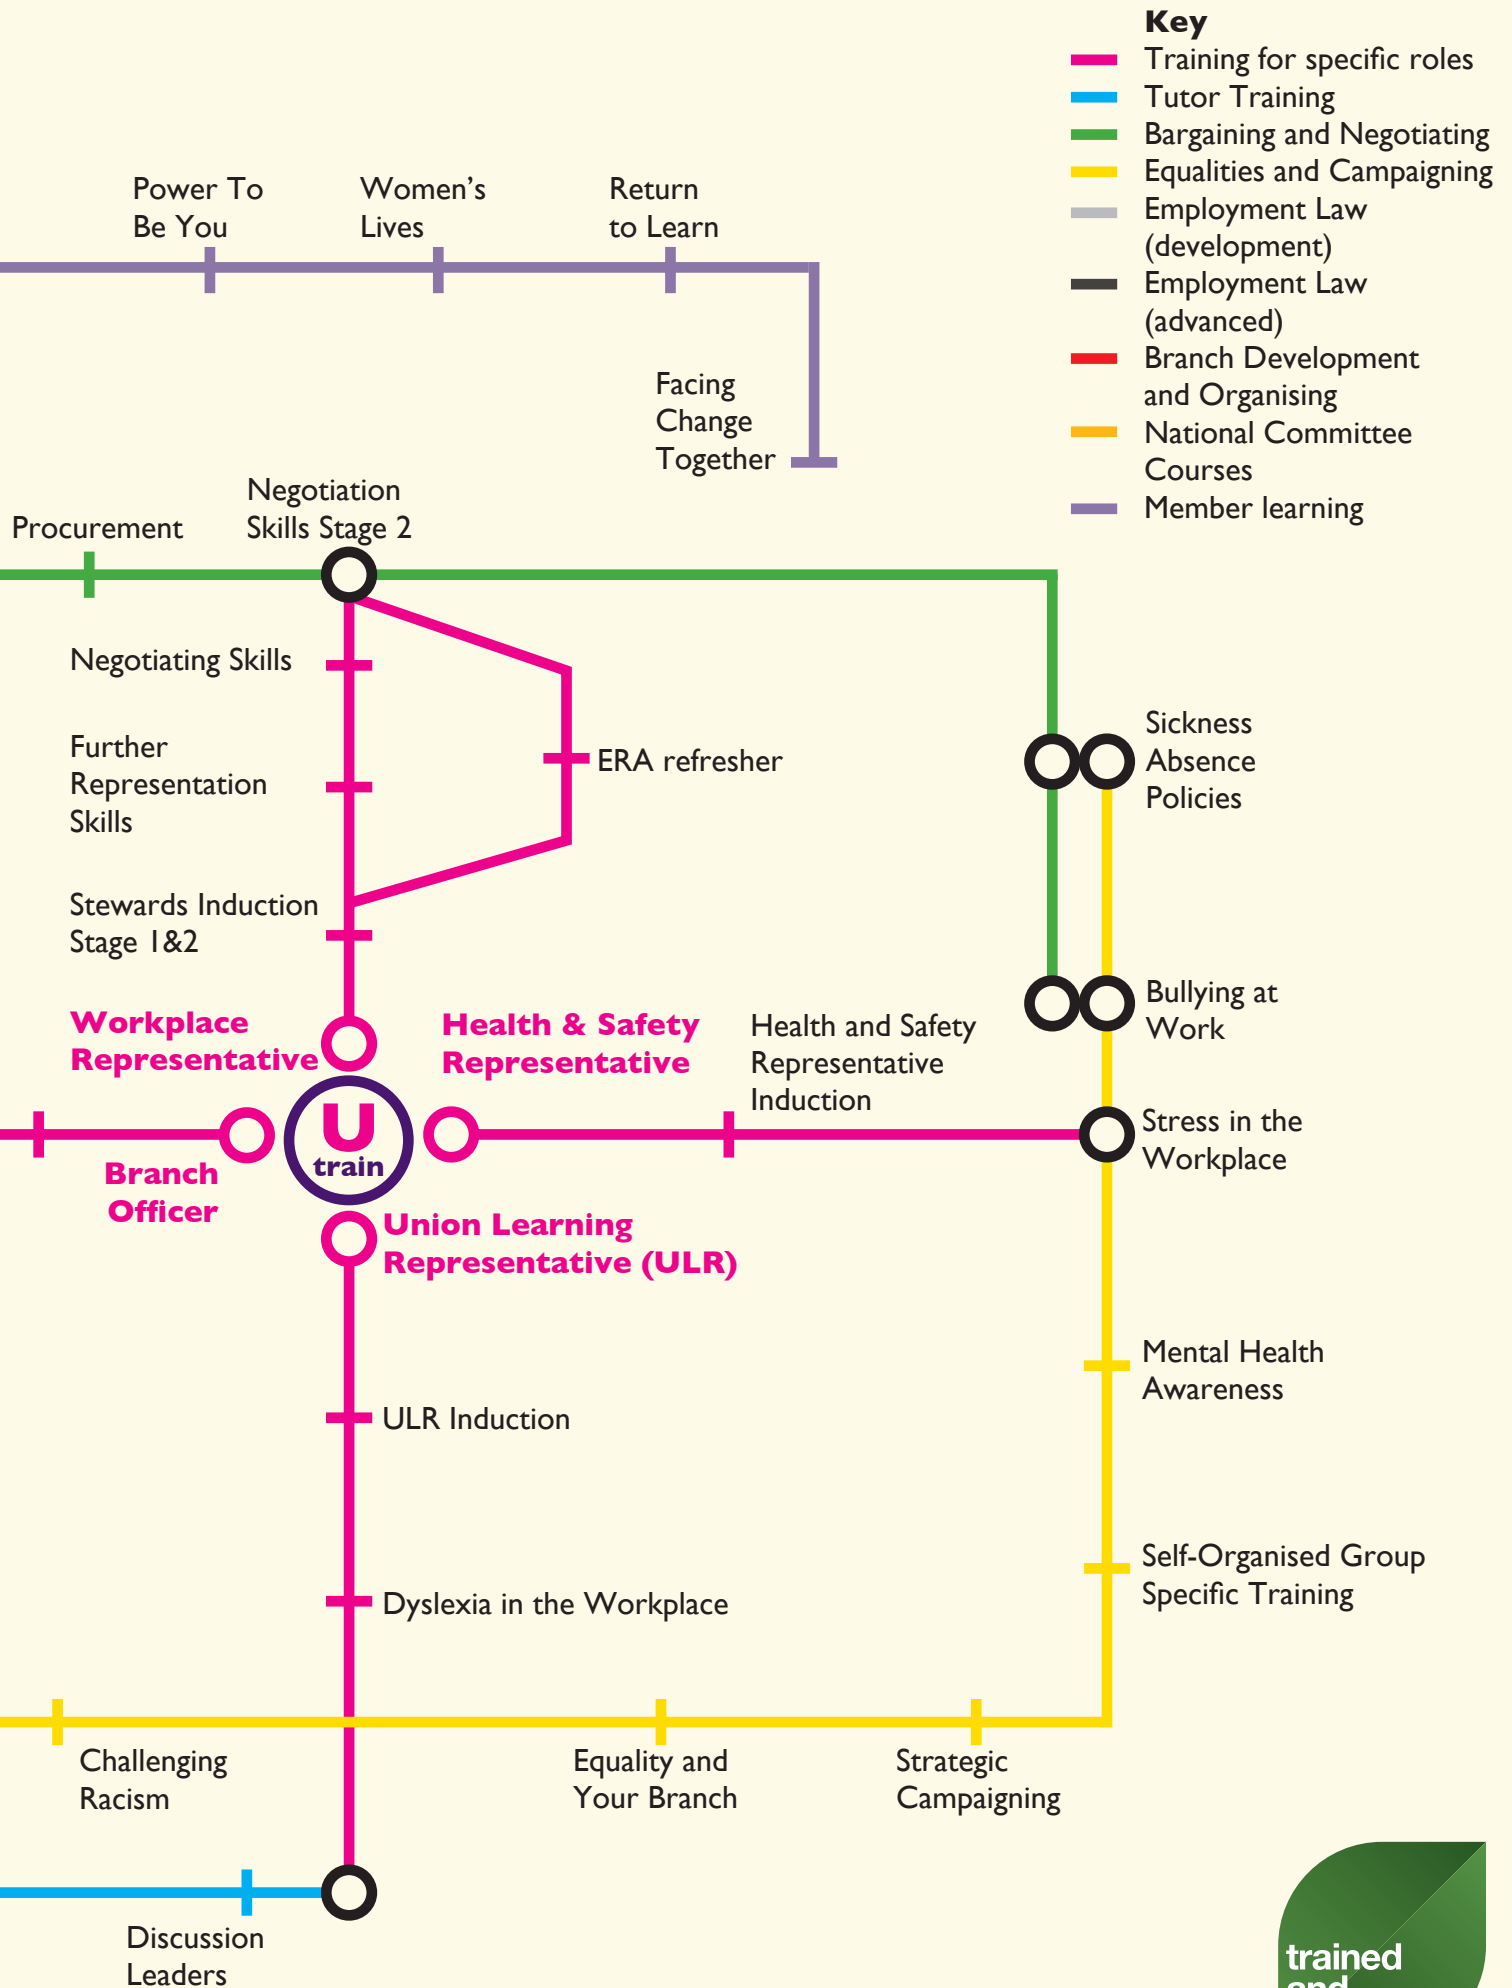 Key
Training for specific roles
Tutor Training
Bargaining and Negotiating
Equalities and Campaigning
Employment Law
(development)
Employment Law
(advanced)
Branch Development
and Organising
National Committee
Courses
Member learning
Power To
Be You
Women's
Lives
Return
to Learn
Facing
Change
Together
Procurement
Negotiation
Skills Stage 2
Negotiating Skills
Further
Representation
Skills
ERA refresher
Sickness
Absence
Policies
Stewards Induction
Stage 1&2
Workplace
Representative
Health & Safety
Representative
Health and Safety
Representative
Induction
Bullying at
Work
Stress in the
Workplace
U
train
Branch
Officer
Union Learning
Representative (ULR)
Mental Health
Awareness
ULR Induction
Self-Organised Group
Specific Training
Dyslexia in the Workplace
Challenging
Racism
Equality and
Your Branch
Strategic
Campaigning
Discussion
Leaders
trained
and